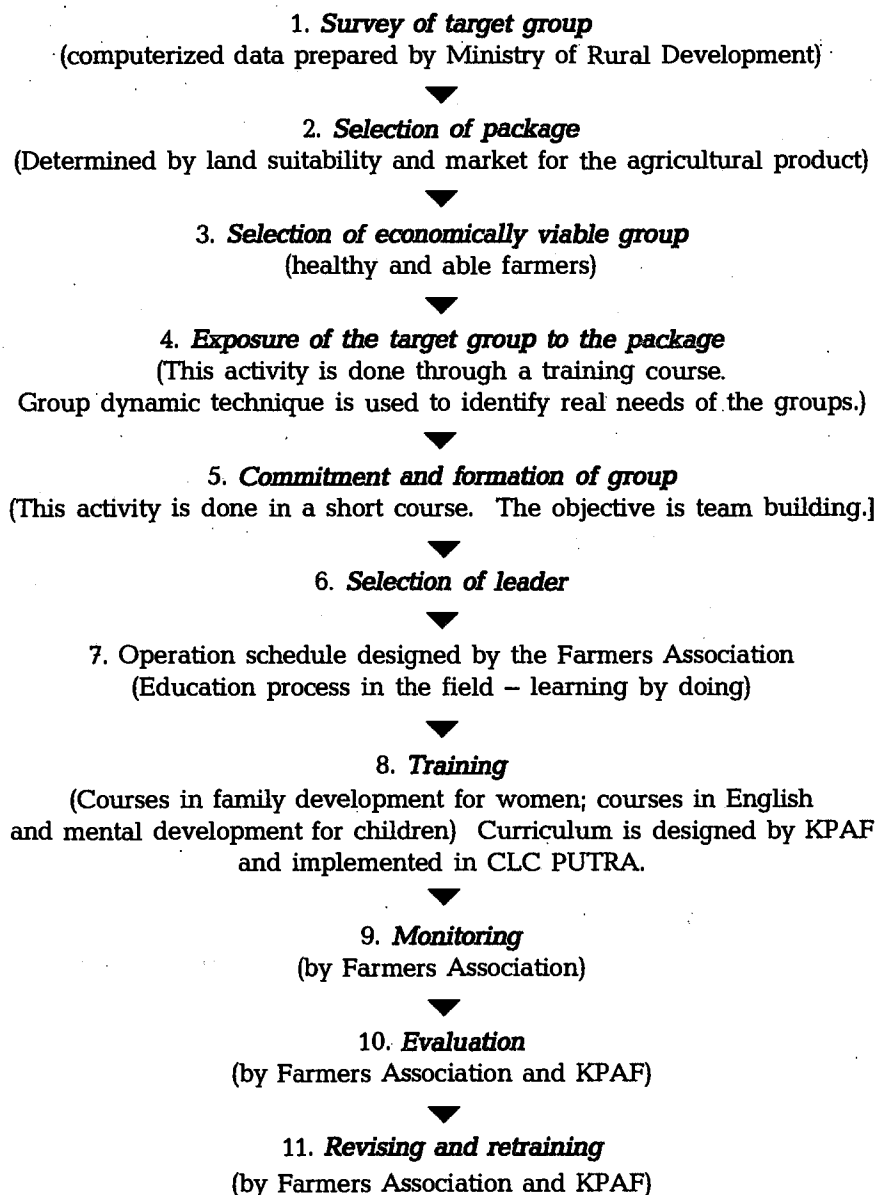 1. Survey of target group
(computerized data prepared by Ministry of Rural Development)
2. Selection of package
(Determined by land suitability and market for the agricultural product)
3. Selection of economically viable group
(healthy and able farmers)
4. Exposure of the target group to the package
(This activity is done through a training course.
Group dynamic technique is used to identify real needs of the groups.)
5. Commitment and formation of group
(This activity is done in a short course. The objective is team building.]
6. Selection of leader
7. Operation schedule designed by the Farmers Association
(Education process in the field – learning by doing)
8. Training
(Courses in family development for women; courses in English
and mental development for children) Curriculum is designed by KPAF
and implemented in CLC PUTRA.
9. Monitoring
(by Farmers Association)
10. Evaluation
(by Farmers Association and KPAF)
11. Revising and retraining
(by Farmers Association and KPAF)